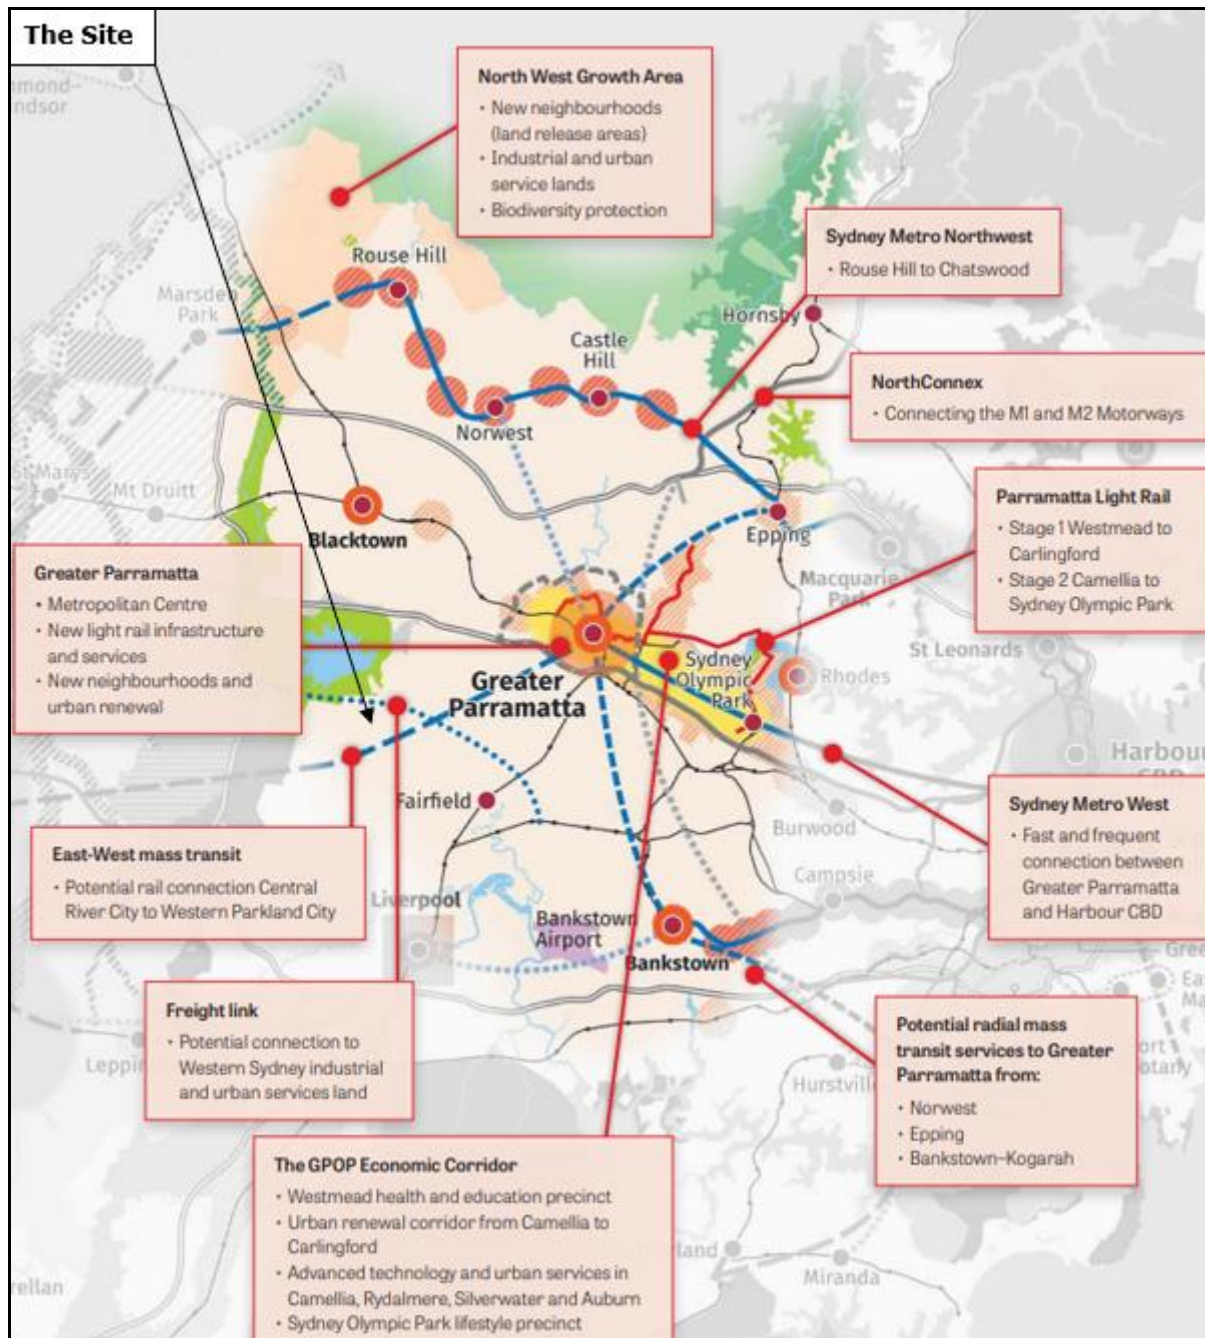 The Site
North West Growth Area
• New neighbourhoods
(land release areas)
• Industrial and urban
service lands
• Biodiversity protection
Sydney Metro Northwest
• Rouse Hill to Chatswood
Rouse Hill
Marsden
Park
Hornsby
Castle
Hill
NorthConnex
• Connecting the M1 and M2 Motorways
Norwest
St Marys
Mt Druitt
Blacktown
Epping
Parramatta Light Rail
• Stage 1 Westmead to
Carlingford
• Stage 2 Camellia to
Sydney Olympic Park
Greater Parramatta
• Metropolitan Centre
• New light rail infrastructure
and services
• New neighbourhoods and
urban renewal
Macquarie
Park
St Leonards
Sydney
Olympic
Park
Rhodes
Greater
Parramatta
Harbour
CBD
Fairfield
Burwood
Sydney Metro West
• Fast and frequent
connection between
Greater Parramatta
and Harbour CBD
East-West mass transit
• Potential rail connection Central
River City to Western Parkland City
Campsie
Liverpool
Bankstown
Airport
Bankstown
Freight link
• Potential connection to
Western Sydney industrial
and urban services land
Potential radial mass
transit services to Greater
Parramatta from:
• Norwest
• Epping
• Bankstown–Kogarah
Leppin
Hurstville
The GPOP Economic Corridor
• Westmead health and education precinct
• Urban renewal corridor from Camellia to
Carlingford
• Advanced technology and urban services in
Camellia, Rydalmere, Silverwater and Auburn
• Sydney Olympic Park lifestyle precinct
Miranda